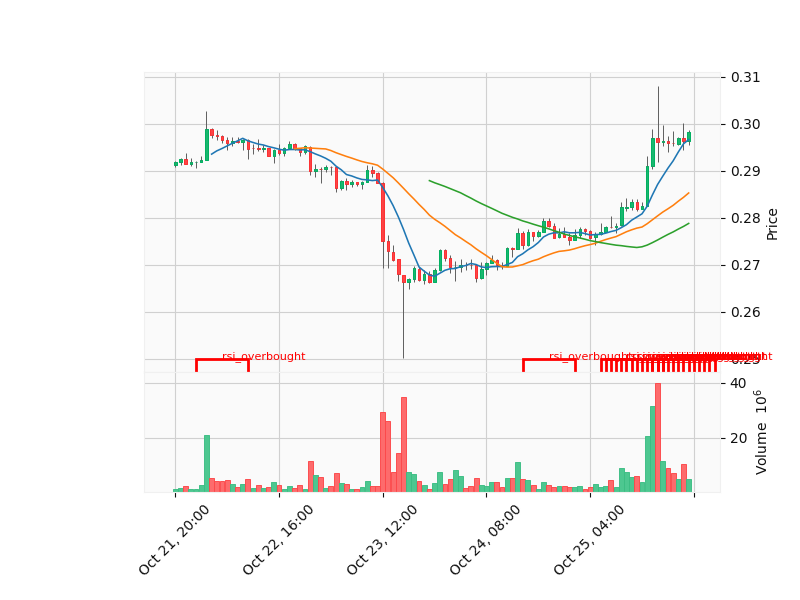 0.31
0.30
0.29
0.28
0.27
0.26
Price
rsi_overbought
rsi_overbought
40
20
Volume 10⁶
Oct 21, 20:00
Oct 22, 16:00
Oct 23, 12:00
Oct 24, 08:00
Oct 25, 04:00